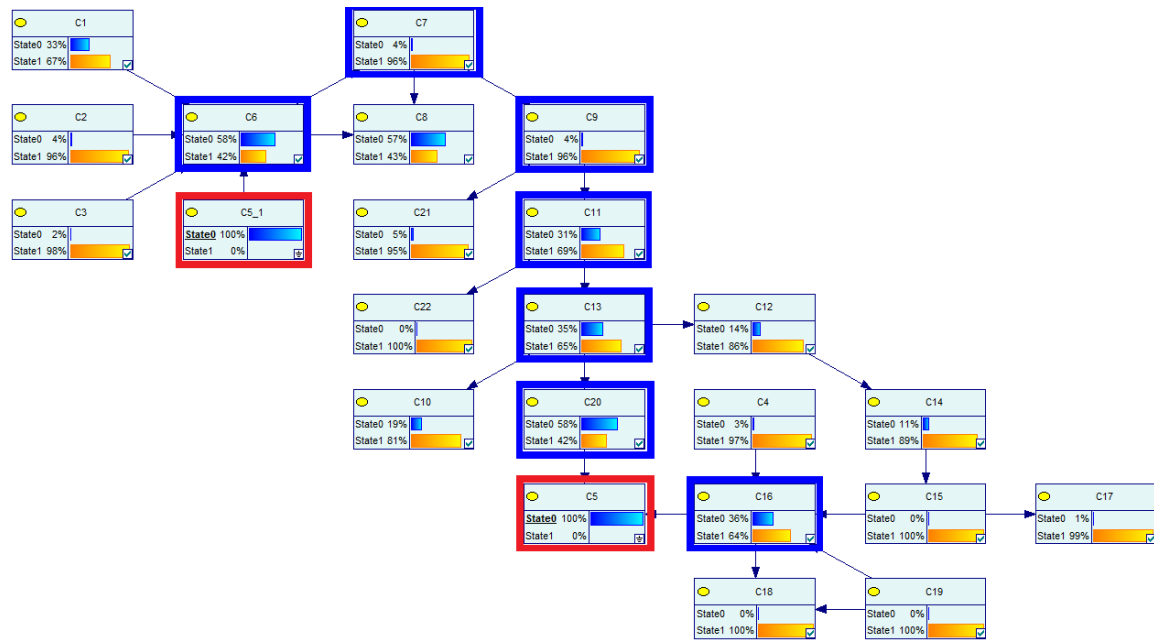 C1
State0 33%
State1 67%
C7
State0 4%
State1 96%
C2
State0 4%
State1 96%
C6
State0 58%
State1 42%
C8
State0 57%
State1 43%
C9
State0 4%
State1 96%
C3
State0 2%
State1 98%
C5_1
State0 100%
State1 0%
C21
State0 5%
State1 95%
C11
State0 31%
State1 69%
C22
State0 0%
State1 100%
C13
State0 35%
State1 65%
C12
State0 14%
State1 86%
C10
State0 19%
State1 81%
C20
State0 58%
State1 42%
C4
State0 3%
State1 97%
C14
State0 11%
State1 89%
C5
State0 100%
State1 0%
C16
State0 36%
State1 64%
C15
State0 0%
State1 100%
C17
State0 1%
State1 99%
C18
State0 0%
State1 100%
C19
State0 0%
State1 100%